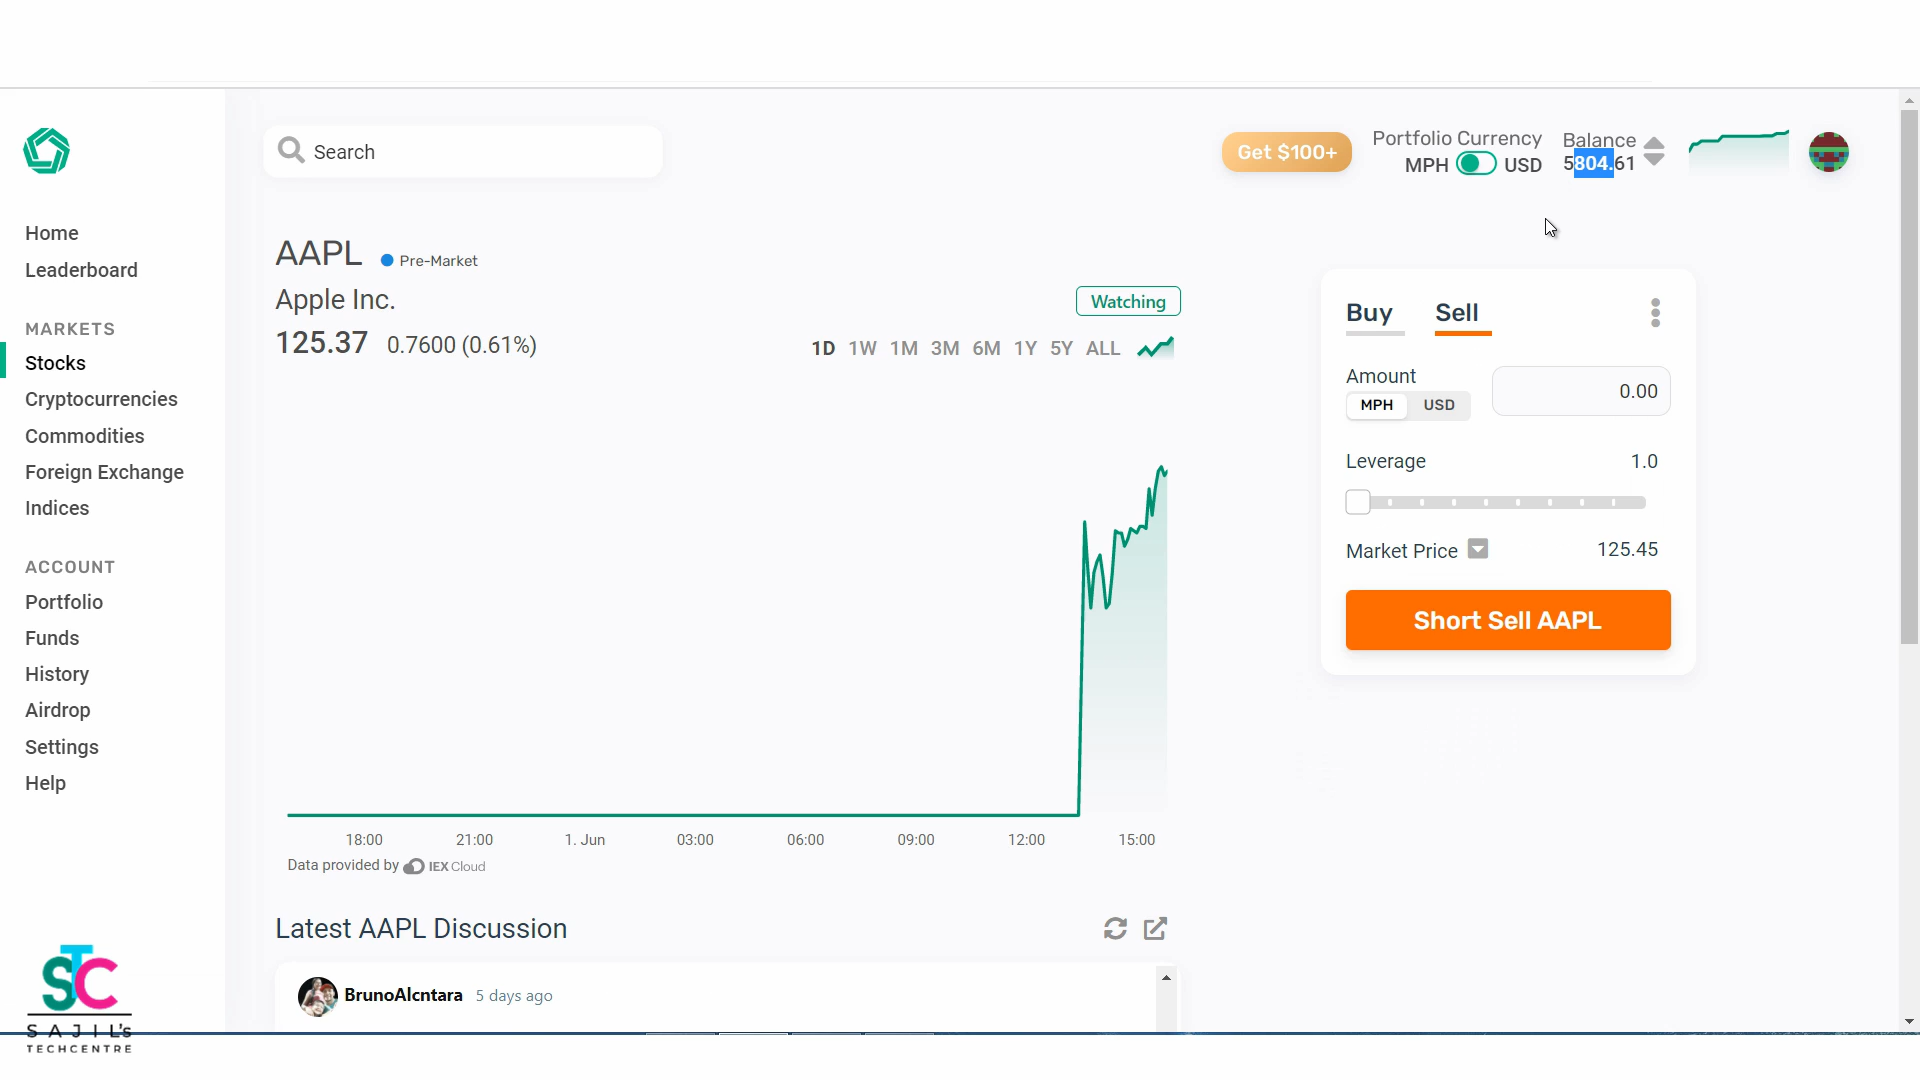 Search
Get $100+
Portfolio Currency
MPH USD
Balance
5804.61
Home
Leaderboard
MARKETS
Stocks
Cryptocurrencies
Commodities
Foreign Exchange
Indices
ACCOUNT
Portfolio
Funds
History
Airdrop
Settings
Help
STC
SAJIL's
TECHCENTRE
AAPL Pre-Market
Apple Inc.
Watching
125.37 0.7600 (0.61%)
1D 1W 1M 3M 6M 1Y 5Y ALL
18:00 21:00 1. Jun 03:00 06:00 09:00 12:00 15:00
Data provided by IEX Cloud
Latest AAPL Discussion
BrunoAlcntara 5 days ago
Buy Sell
Amount
MPH USD
0.00
Leverage 1.0
Market Price 125.45
Short Sell AAPL